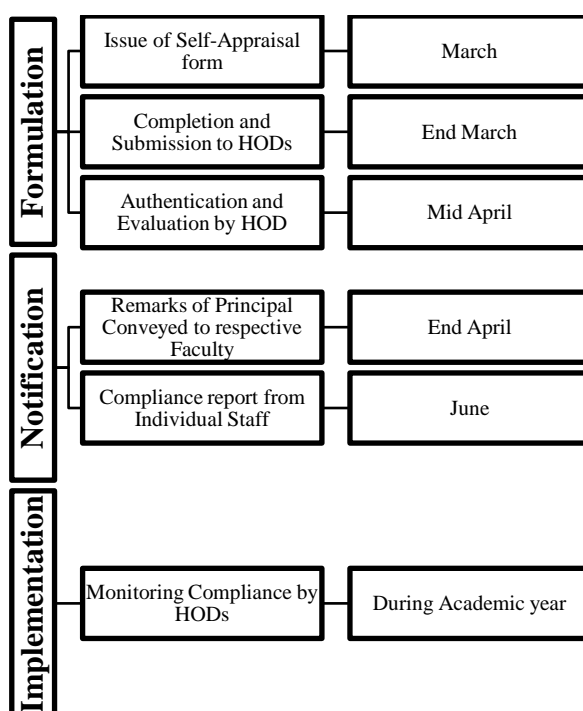 Formulation
Issue of Self-Appraisal
form
March
Completion and
Submission to HODs
End March
Authentication and
Evaluation by HOD
Mid April
Notification
Remarks of Principal
Conveyed to respective
Faculty
End April
Compliance report from
Individual Staff
June
Implementation
Monitoring Compliance by
HODs
During Academic year